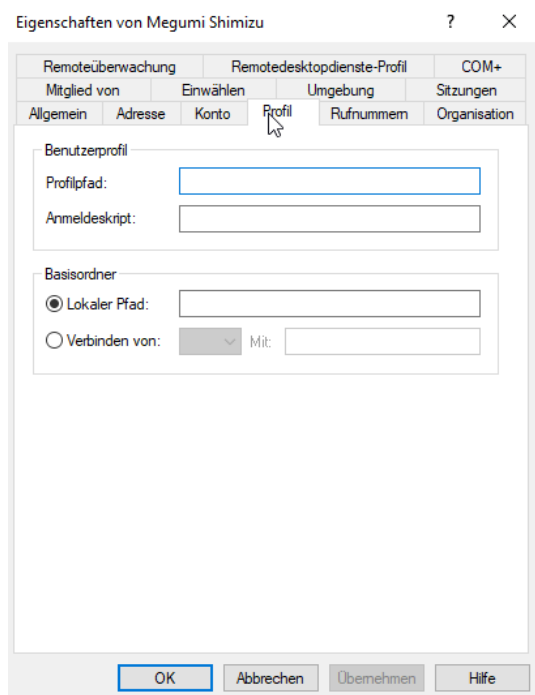 Eigenschaften von Megumi Shimizu ? ×
Remoteüberwachung Remotedesktopdienste-Profil COM+
Mitglied von Einwählen Umgebung Sitzungen
Allgemein Adresse Konto Profil Rufnummern Organisation
Benutzerprofil
Profilpfad:
Anmeldeskript:
Basisordner
Lokaler Pfad:
Verbinden von: Mit:
OK Abbrechen Übernehmen Hilfe